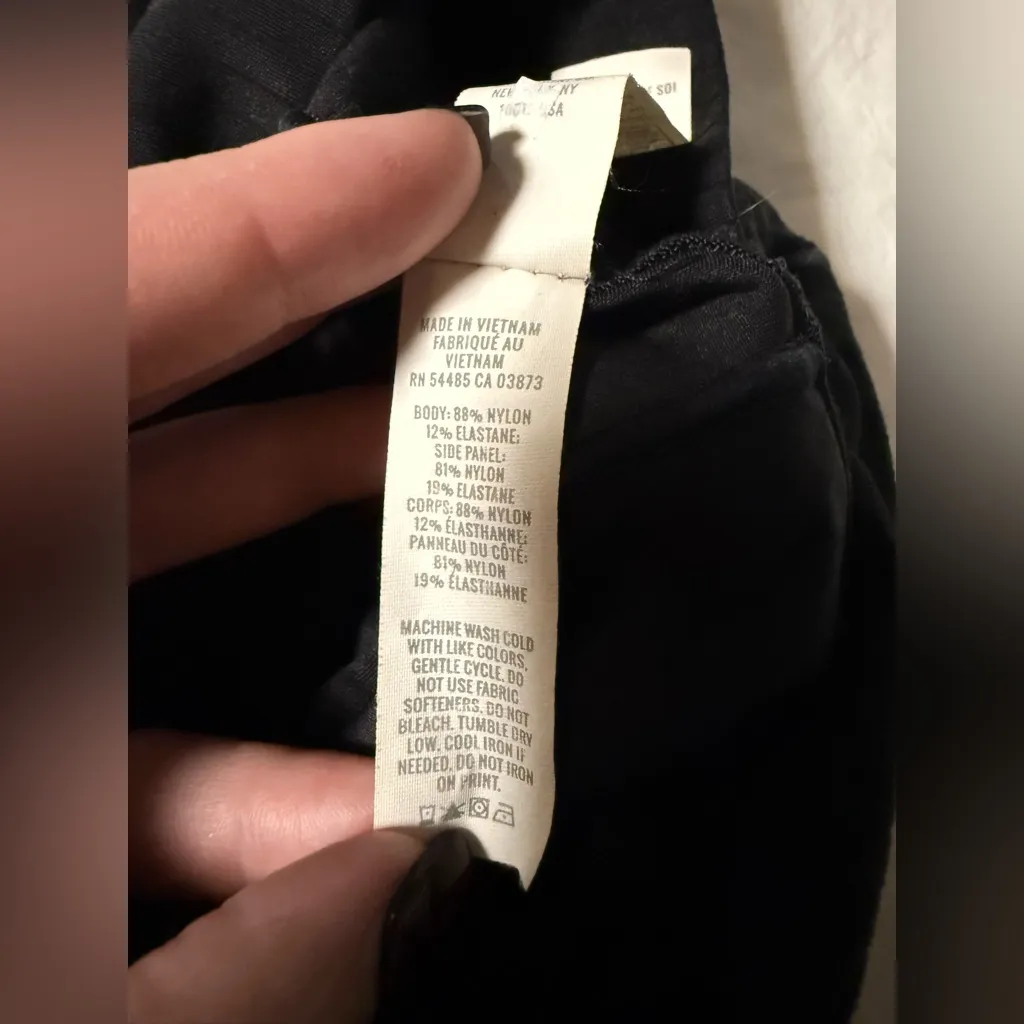 NY
USA
SOI
MADE IN VIETNAM
FABRIQUÉ AU
VIETNAM
RN 54485 CA 03873
BODY: 88% NYLON
12% ELASTANE;
SIDE PANEL:
81% NYLON
19% ELASTANE
CORPS: 88% NYLON
12% ÉLASTHANNE;
PANNEAU DU CÔTÉ:
81% NYLON
19% ÉLASTHANNE
MACHINE WASH COLD
WITH LIKE COLORS,
GENTLE CYCLE. DO
NOT USE FABRIC
SOFTENERS. DO NOT
BLEACH. TUMBLE DRY
LOW. COOL IRON IF
NEEDED. DO NOT IRON
ON PRINT.